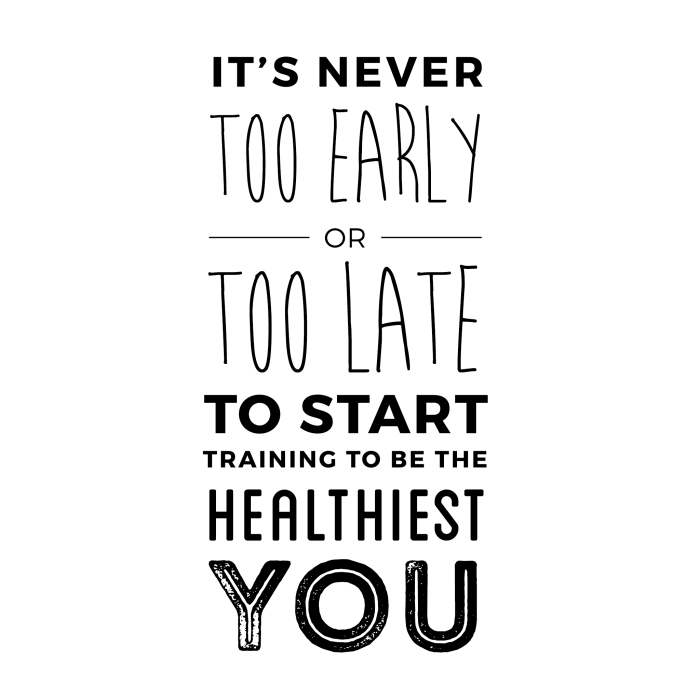 IT'S NEVER
TOO EARLY
OR
TOO LATE
TO START
TRAINING TO BE THE
HEALTHIEST
YOU